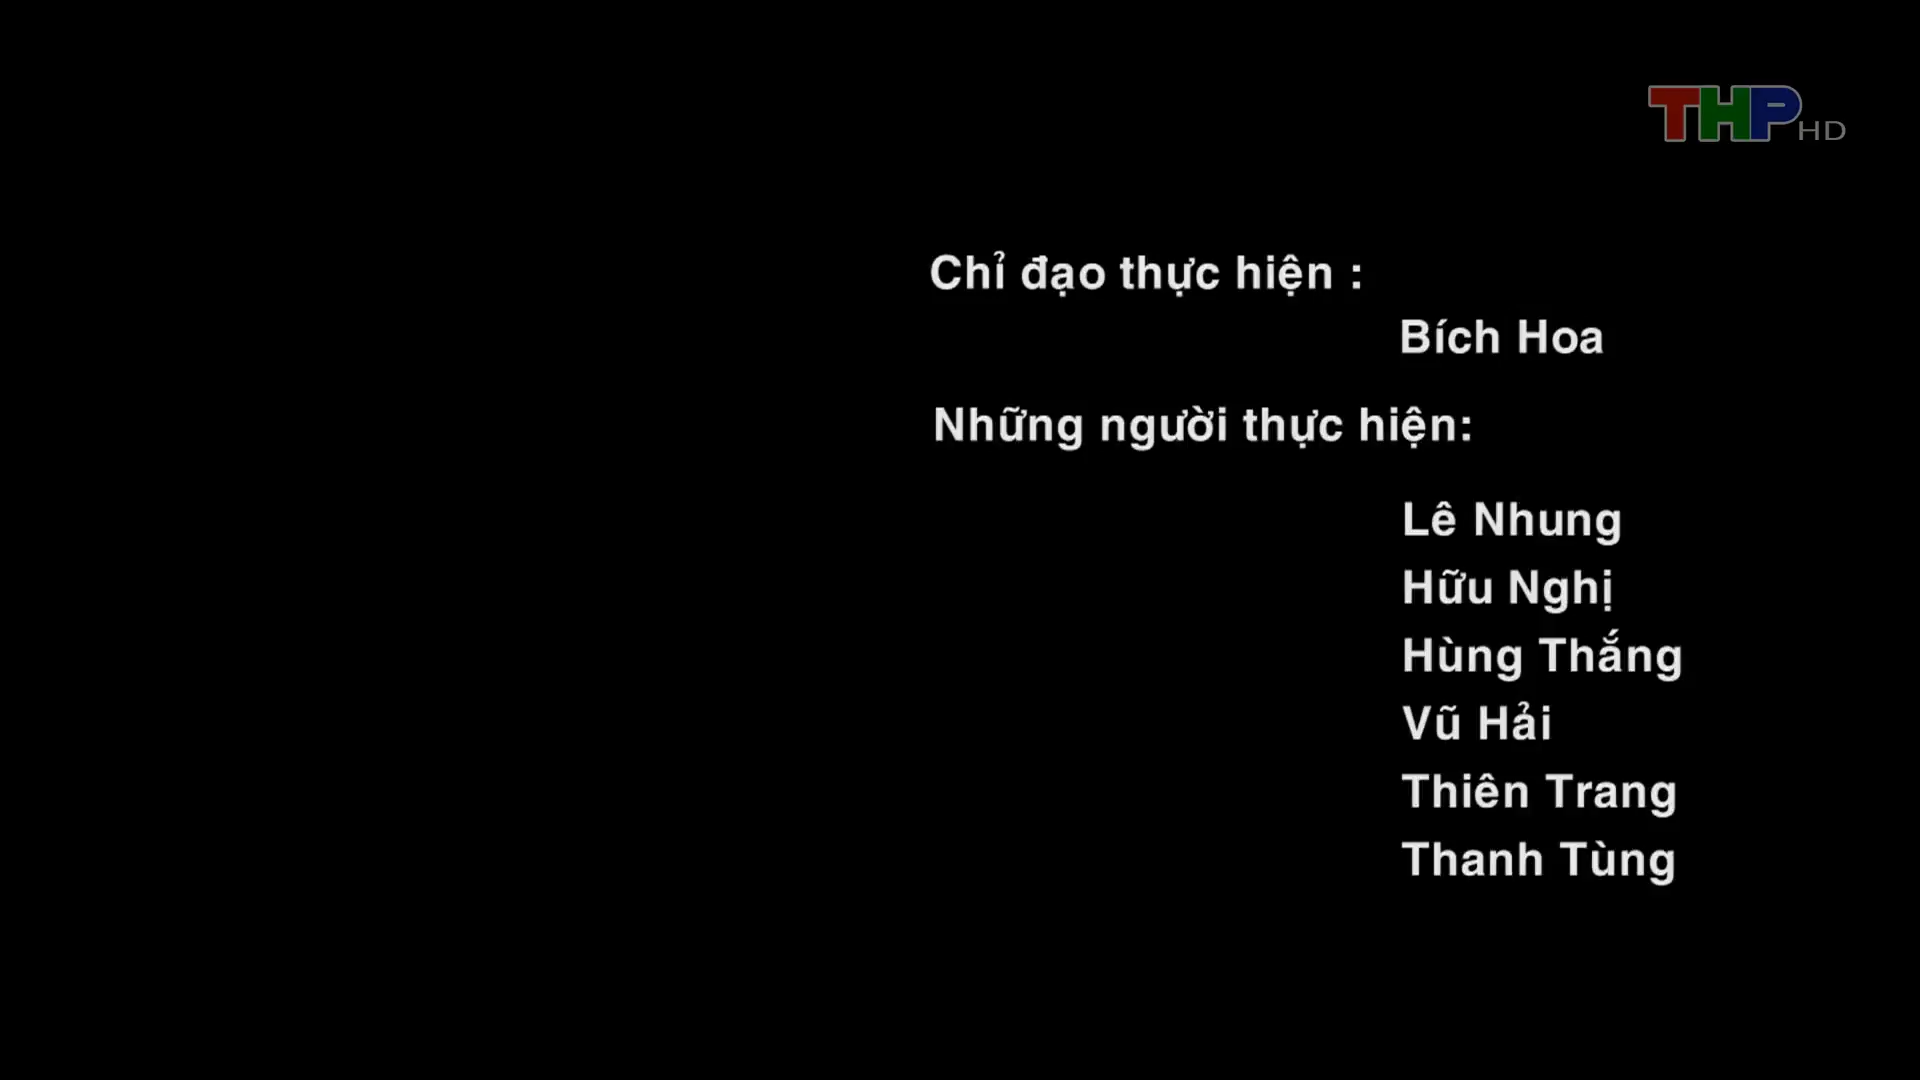 THP HD
Chỉ đạo thực hiện :
Bích Hoa
Những người thực hiện:
Lê Nhung
Hữu Nghị
Hùng Thắng
Vũ Hải
Thiên Trang
Thanh Tùng